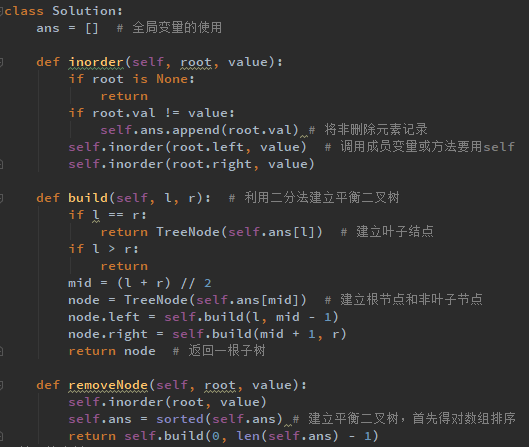 class Solution:
    ans = []  # 全局变量的使用

    def inorder(self, root, value):
        if root is None:
            return
        if root.val != value:
            self.ans.append(root.val) # 将非删除元素记录
        self.inorder(root.left, value)  # 调用成员变量或方法要用self
        self.inorder(root.right, value)

    def build(self, l, r):  # 利用二分法建立平衡二叉树
        if l == r:
            return TreeNode(self.ans[l])  # 建立叶子结点
        if l > r:
            return
        mid = (l + r) // 2
        node = TreeNode(self.ans[mid])  # 建立根节点和非叶子节点
        node.left = self.build(l, mid - 1)
        node.right = self.build(mid + 1, r)
        return node  # 返回一根子树

    def removeNode(self, root, value):
        self.inorder(root, value)
        self.ans = sorted(self.ans) # 建立平衡二叉树，首先得对数组排序
        return self.build(0, len(self.ans) - 1)